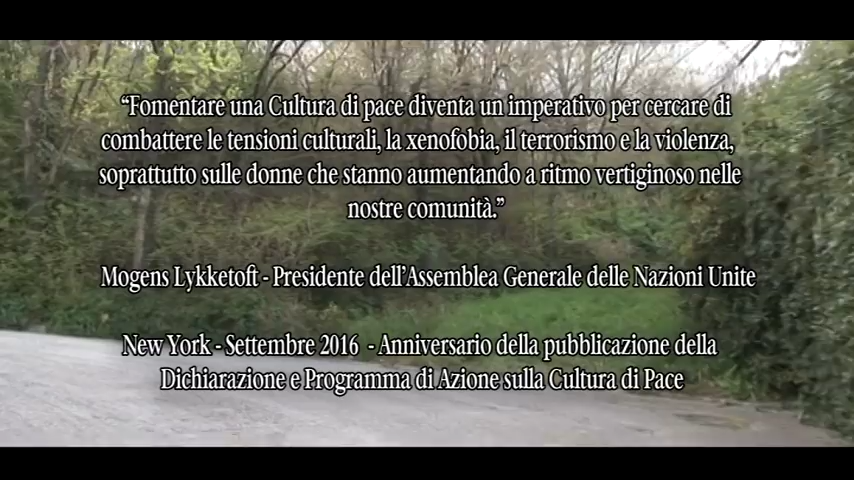 “Fomentare una Cultura di pace diventa un imperativo per cercare di
combattere le tensioni culturali, la xenofobia, il terrorismo e la violenza,
soprattutto sulle donne che stanno aumentando a ritmo vertiginoso nelle
nostre comunità.”
Mogens Lykketoft - Presidente dell’Assemblea Generale delle Nazioni Unite
New York - Settembre 2016 - Anniversario della pubblicazione della
Dichiarazione e Programma di Azione sulla Cultura di Pace